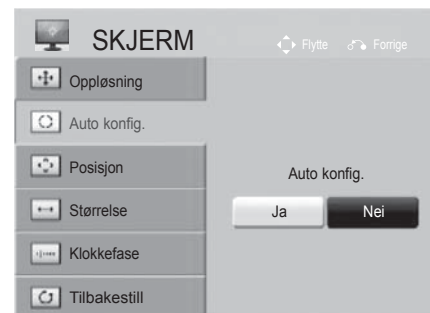 SKJERM
Flytte
Forrige
Oppløsning
Auto konfig.
Posisjon
Størrelse
Klokkefase
Tilbakestill
Auto konfig.
Ja
Nei